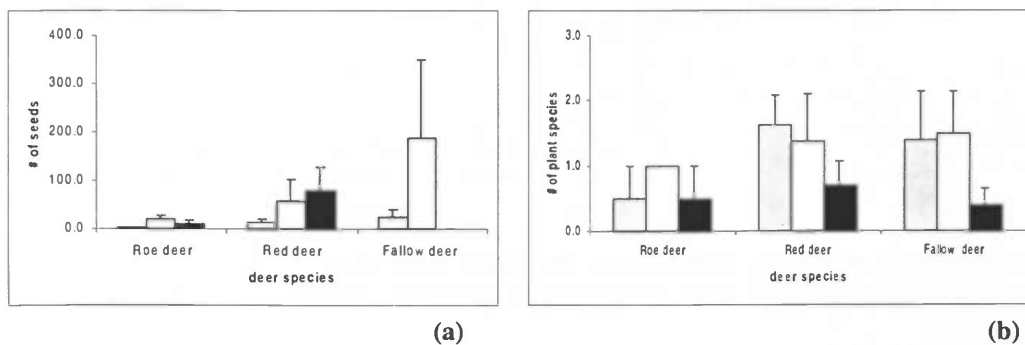 400.0
300.0
200.0
100.0
0.0
# of seeds
Roe deer Red deer Fallow deer
deer species
(a)
3.0
2.0
1.0
0.0
# of plant species
Roe deer Red deer Fallow deer
deer species
(b)